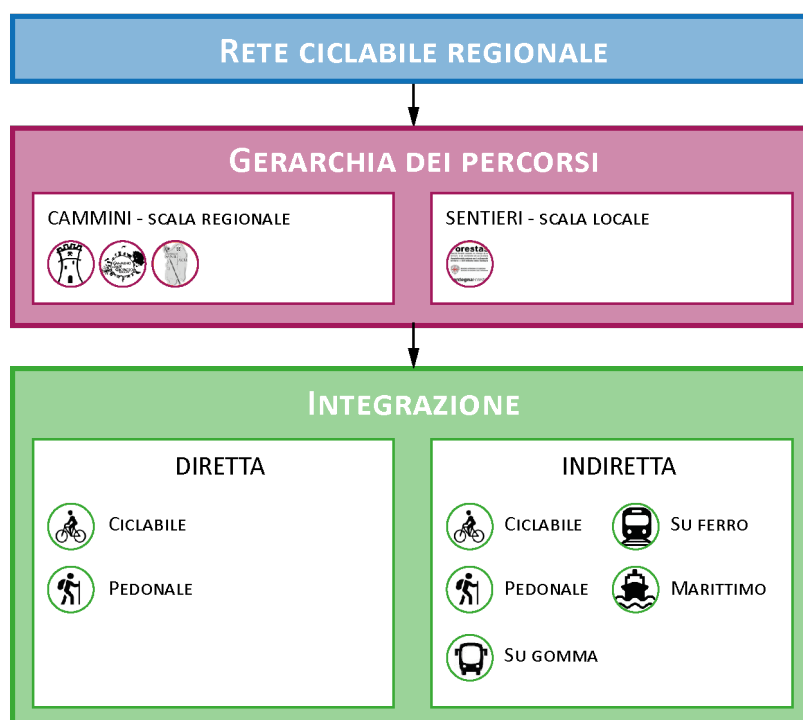 RETE CICLABILE REGIONALE
GERARCHIA DEI PERCORSI
CAMMINI - SCALA REGIONALE
SENTIERI - SCALA LOCALE
INTEGRAZIONE
DIRETTA
CICLABILE
PEDONALE
INDIRETTA
CICLABILE
SU FERRO
PEDONALE
MARITTIMO
SU GOMMA